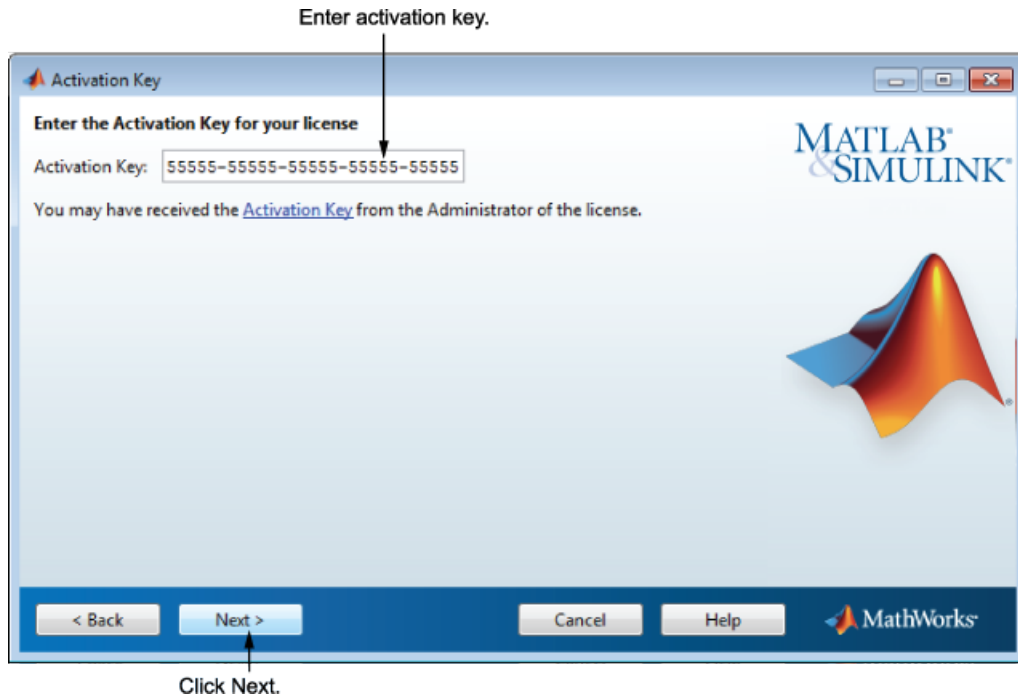 Enter activation key.
Activation Key
Enter the Activation Key for your license
Activation Key: 55555-55555-55555-55555-55555
You may have received the Activation Key from the Administrator of the license.
MATLAB®
&SIMULINK®
®
< Back
Next >
Cancel
Help
MathWorks®
Click Next.